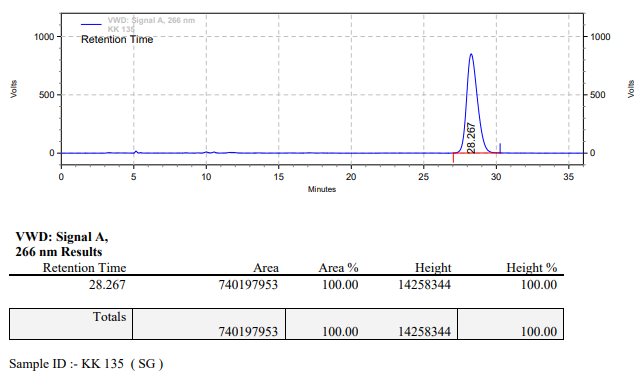 VWD: Signal A, 266 nm
KK 135
Retention Time
1000
500
0
Volts
28.267
1000
500
0
Volts
0 5 10 15 20 25 30 35
Minutes
VWD: Signal A,
266 nm Results
Retention Time Area Area % Height Height %
28.267 740197953 100.00 14258344 100.00
Totals
740197953 100.00 14258344 100.00
Sample ID :- KK 135 ( SG )